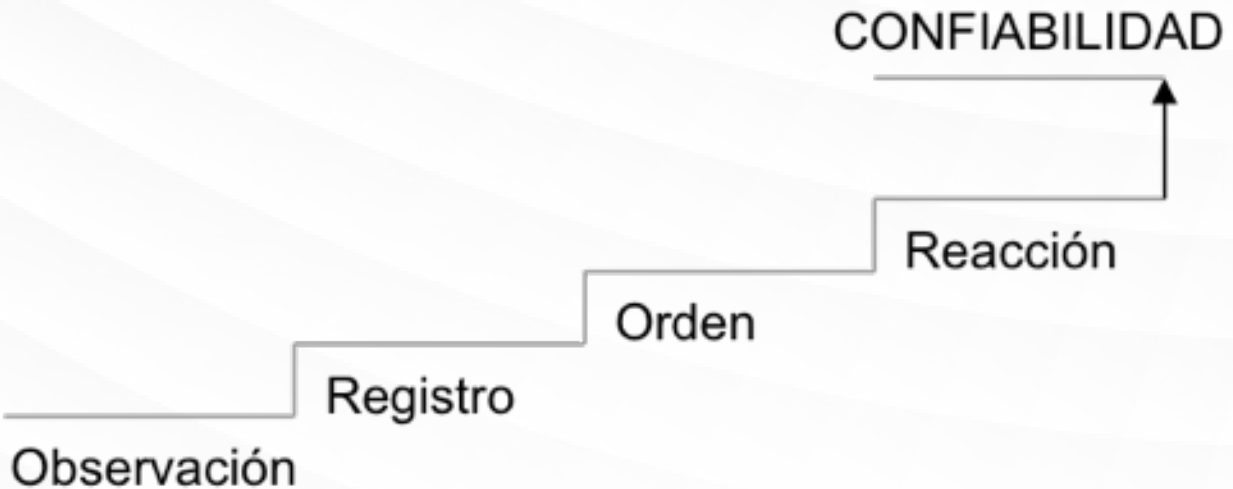 CONFIABILIDAD
Reacción
Orden
Registro
Observación